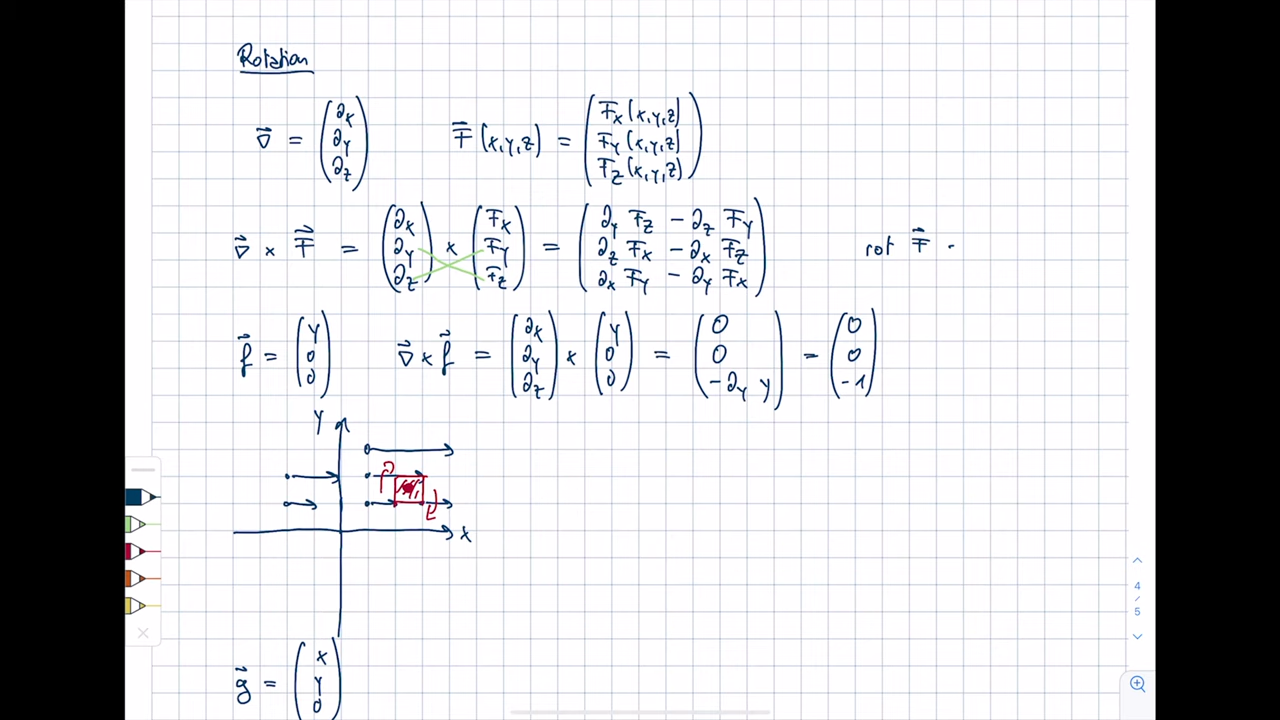 Rotation
∇⃗ = (∂x ∂y ∂z) F⃗(x,y,z) = (Fx(x,y,z) Fy(x,y,z) Fz(x,y,z))
∇⃗ × F⃗ = (∂x ∂y ∂z) × (Fx Fy Fz) = (∂y Fz − ∂z Fy ∂z Fx − ∂x Fz ∂x Fy − ∂y Fx) rot F⃗ -
f⃗ = (y 0 0) ∇⃗ × f⃗ = (∂x ∂y ∂z) × (y 0 0) = (0 0 −∂y y) = (0 0 −1)
y
x
g⃗ = (x y 0)
4
/
5